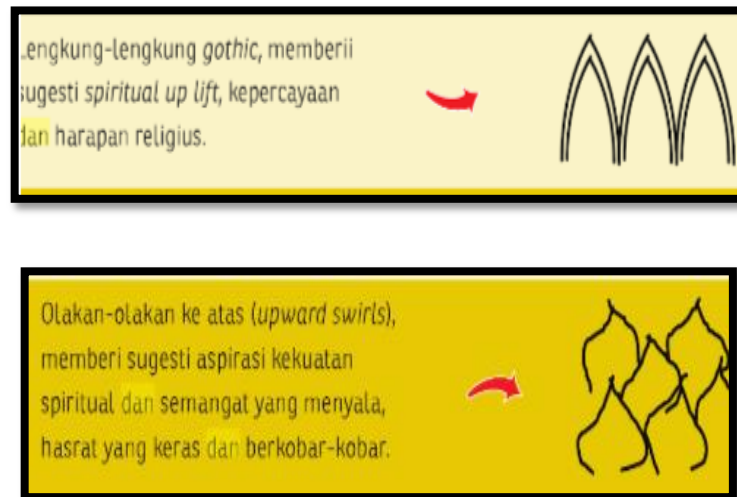 .engkung-lengkung gothic, memberii
sugesti spiritual up lift, kepercayaan
dan harapan religius.
Olakan-olakan ke atas (upward swirls),
memberi sugesti aspirasi kekuatan
spiritual dan semangat yang menyala,
hasrat yang keras dan berkobar-kobar.